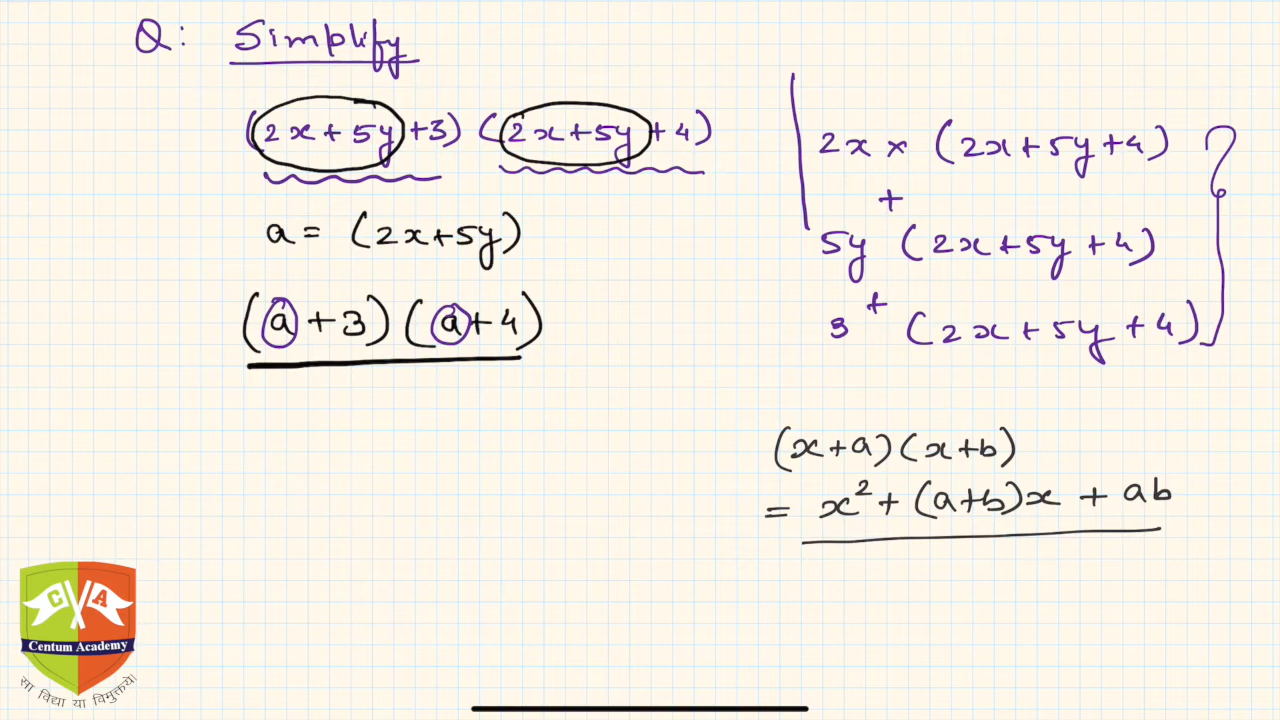 Q: Simplify
(2x+5y+3) (2x+5y+4)
a = (2x+5y)
(a+3) (a+4)
2x × (2x+5y+4)
+
5y (2x+5y+4)
+
3 (2x+5y+4)
(x+a)(x+b)
= x² + (a+b)x + ab
C A
Centum Academy
सा विद्या या विमुक्तये।